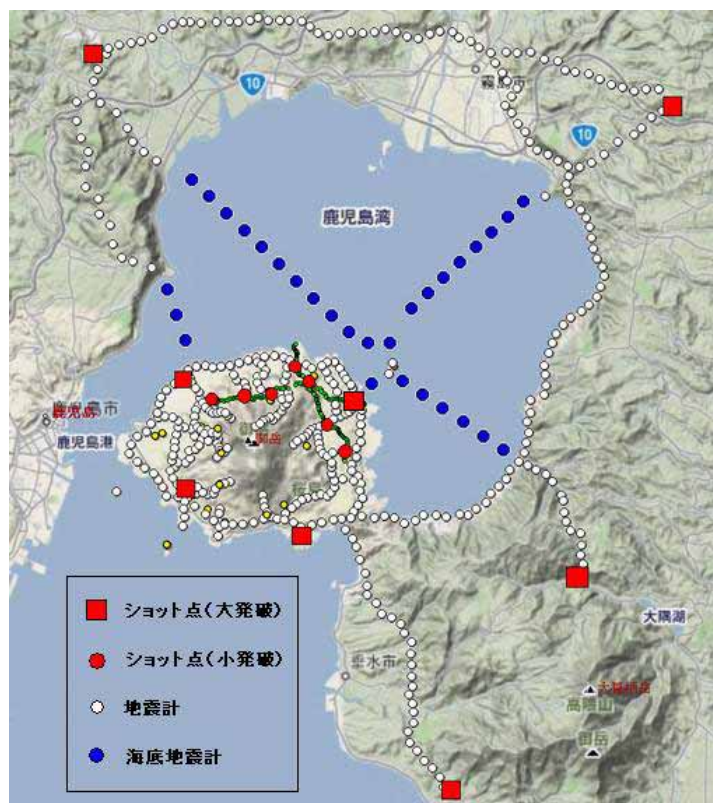 10
霧島市
10
鹿児島湾
鹿児島市
鹿児島
鹿児島港
御岳
大隅湖
垂水市
高隈山
御岳
ショット点(大発破)
ショット点(小発破)
地震計
海底地震計